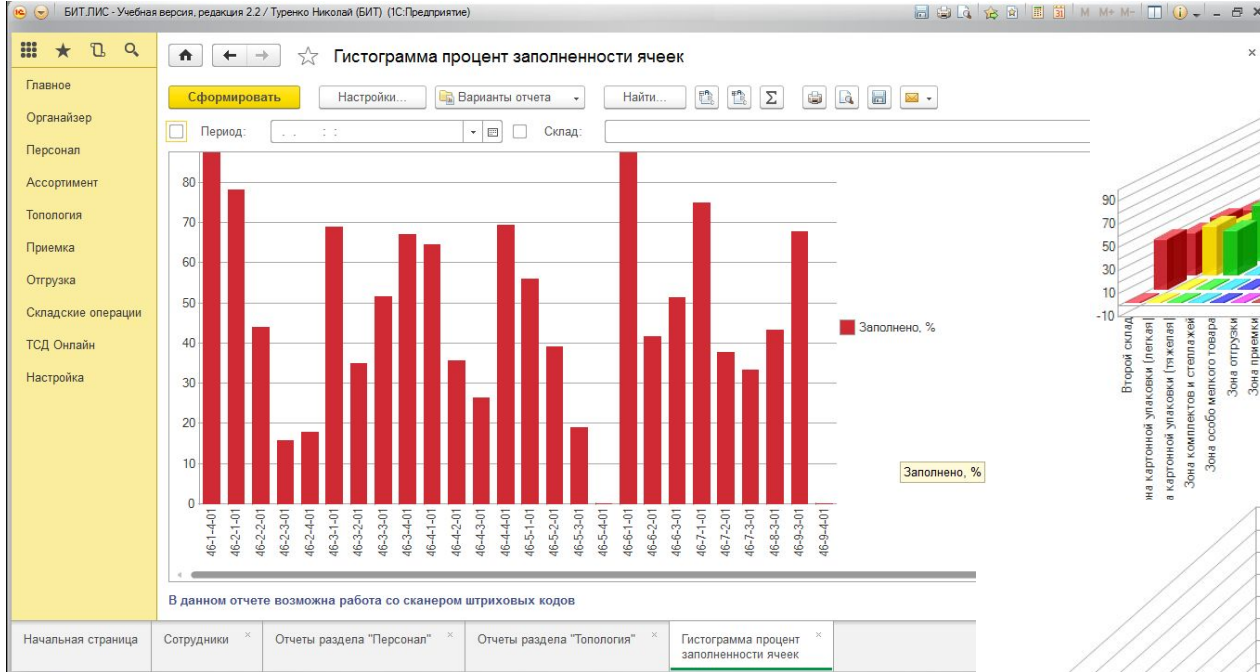 БИТ.ЛИС - Учебная версия, редакция 2.2 / Туренко Николай (БИТ) (1С:Предприятие)
M M+ M-
Главное
Органайзер
Персонал
Ассортимент
Топология
Приемка
Отгрузка
Складские операции
ТСД Онлайн
Настройка
Гистограмма процент заполненности ячеек
Сформировать
Настройки...
Варианты отчета
Найти...
Σ
Период:
. . : :
Склад:
80
70
60
50
40
30
20
10
0
46-1-4-01
46-2-1-01
46-2-2-01
46-2-3-01
46-2-4-01
46-3-1-01
46-3-2-01
46-3-3-01
46-3-4-01
46-4-1-01
46-4-2-01
46-4-3-01
46-4-4-01
46-5-1-01
46-5-2-01
46-5-3-01
46-5-4-01
46-6-1-01
46-6-2-01
46-6-3-01
46-7-1-01
46-7-2-01
46-7-3-01
46-8-3-01
46-9-3-01
46-9-4-01
Заполнено, %
Заполнено, %
90
70
50
30
10
-10
Второй склад
на картонной упаковки (легкая)
а картонной упаковки (тяжелая)
Зона комплектов и стеллажей
Зона особо мелкого товара
Зона отгрузки
Зона приемки
В данном отчете возможна работа со сканером штриховых кодов
Начальная страница
Сотрудники
Отчеты раздела "Персонал"
Отчеты раздела "Топология"
Гистограмма процент
заполненности ячеек